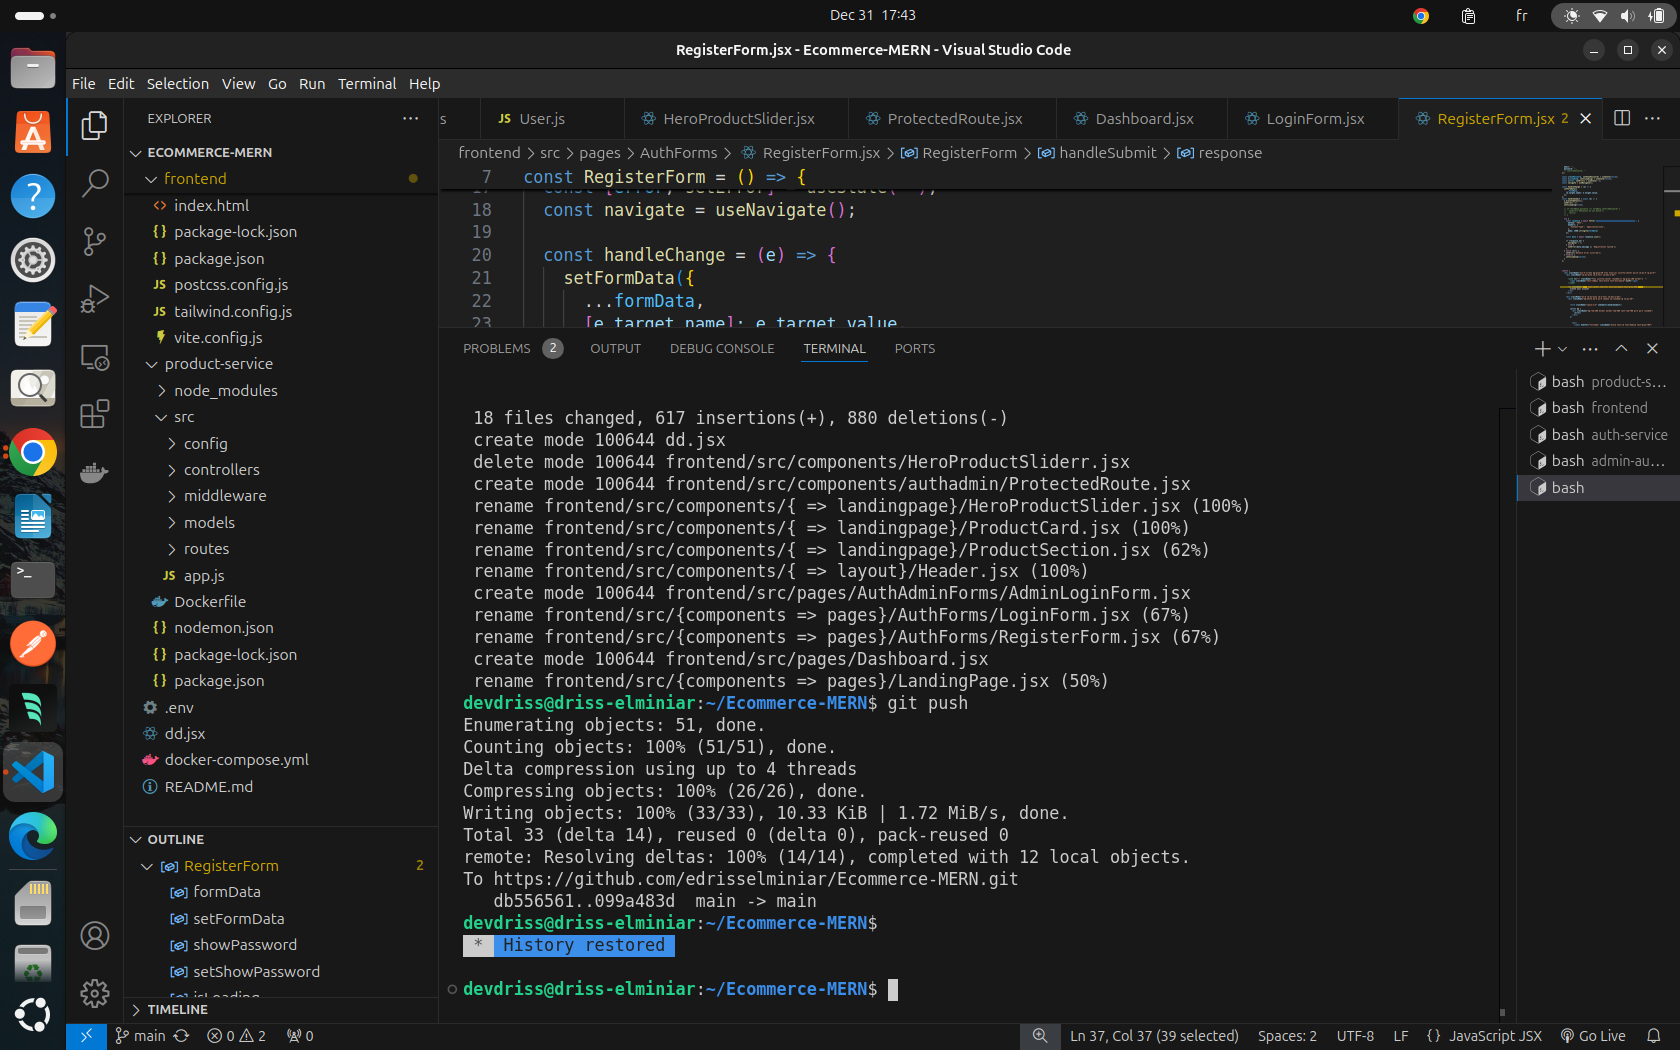 Dec 31 17:43
fr
RegisterForm.jsx - Ecommerce-MERN - Visual Studio Code
File Edit Selection View Go Run Terminal Help
EXPLORER
ECOMMERCE-MERN
frontend
index.html
package-lock.json
package.json
postcss.config.js
tailwind.config.js
vite.config.js
product-service
node_modules
src
config
controllers
middleware
models
routes
app.js
Dockerfile
nodemon.json
package-lock.json
package.json
.env
dd.jsx
docker-compose.yml
README.md
OUTLINE
RegisterForm 2
formData
setFormData
showPassword
setShowPassword
isLoading
TIMELINE
s JS User.js HeroProductSlider.jsx ProtectedRoute.jsx Dashboard.jsx LoginForm.jsx RegisterForm.jsx 2
frontend > src > pages > AuthForms > RegisterForm.jsx > RegisterForm > handleSubmit > response
7 const RegisterForm = () => {
17 const [error, setError] = useState('');
18 const navigate = useNavigate();
19
20 const handleChange = (e) => {
21 setFormData({
22 ...formData,
23 [e.target.name]: e.target.value
PROBLEMS 2 OUTPUT DEBUG CONSOLE TERMINAL PORTS
18 files changed, 617 insertions(+), 880 deletions(-)
create mode 100644 dd.jsx
delete mode 100644 frontend/src/components/HeroProductSliderr.jsx
create mode 100644 frontend/src/components/authadmin/ProtectedRoute.jsx
rename frontend/src/components/{ => landingpage}/HeroProductSlider.jsx (100%)
rename frontend/src/components/{ => landingpage}/ProductCard.jsx (100%)
rename frontend/src/components/{ => landingpage}/ProductSection.jsx (62%)
rename frontend/src/components/{ => layout}/Header.jsx (100%)
create mode 100644 frontend/src/pages/AuthAdminForms/AdminLoginForm.jsx
rename frontend/src/{components => pages}/AuthForms/LoginForm.jsx (67%)
rename frontend/src/{components => pages}/AuthForms/RegisterForm.jsx (67%)
create mode 100644 frontend/src/pages/Dashboard.jsx
rename frontend/src/{components => pages}/LandingPage.jsx (50%)
devdriss@driss-elminiar:~/Ecommerce-MERN$ git push
Enumerating objects: 51, done.
Counting objects: 100% (51/51), done.
Delta compression using up to 4 threads
Compressing objects: 100% (26/26), done.
Writing objects: 100% (33/33), 10.33 KiB | 1.72 MiB/s, done.
Total 33 (delta 14), reused 0 (delta 0), pack-reused 0
remote: Resolving deltas: 100% (14/14), completed with 12 local objects.
To https://github.com/edrisselminiar/Ecommerce-MERN.git
db556561..099a483d main -> main
devdriss@driss-elminiar:~/Ecommerce-MERN$
* History restored
devdriss@driss-elminiar:~/Ecommerce-MERN$
bash product-s...
bash frontend
bash auth-service
bash admin-au...
bash
main 0 2 0
Ln 37, Col 37 (39 selected) Spaces: 2 UTF-8 LF {} JavaScript JSX Go Live